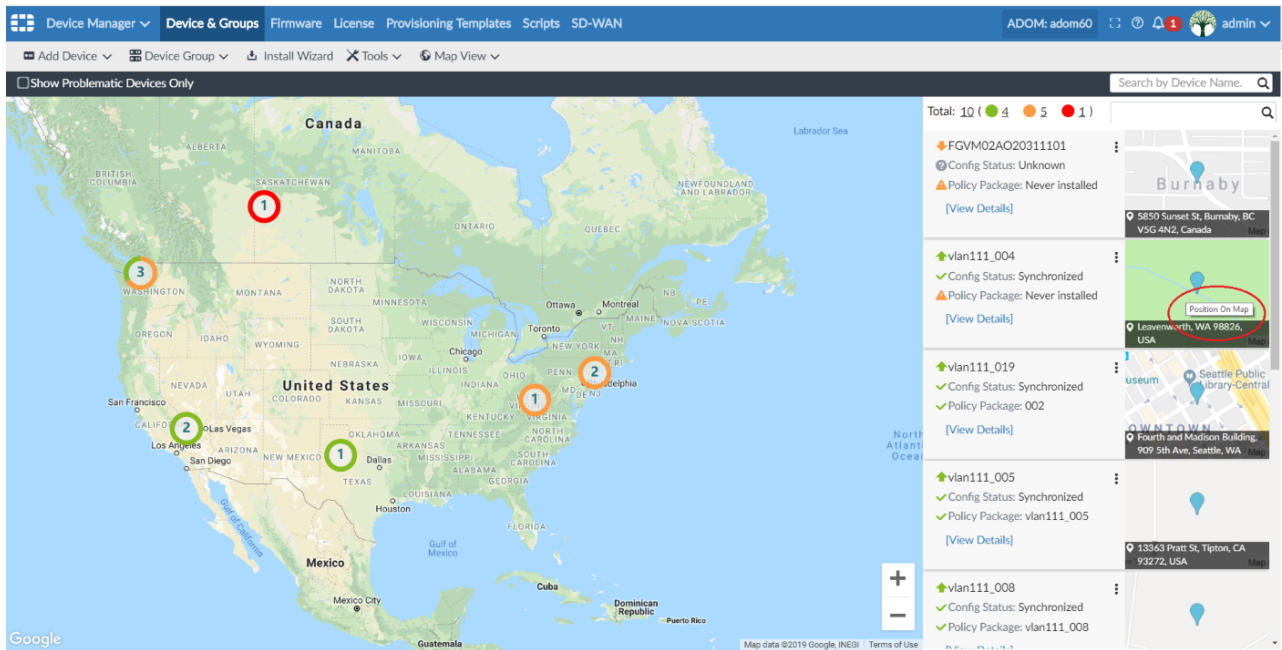 Device Manager Device & Groups Firmware License Provisioning Templates Scripts SD-WAN ADOM: adom60 1 admin
Add Device Device Group Install Wizard Tools Map View
Show Problematic Devices Only Search by Device Name.
Total: 10 ( 4 5 1 )
Canada
Labrador Sea
ALBERTA
MANITOBA
BRITISH
COLUMBIA
SASKATCHEWAN
NEWFOUNDLAND
AND LABRADOR
1
ONTARIO
QUEBEC
3
WASHINGTON
MONTANA
NORTH
DAKOTA
MINNESOTA
NB
PE
Ottawa
Montreal
MAINE
NOVA SCOTIA
SOUTH
DAKOTA
WISCONSIN
MICHIGAN
Toronto
VT
NH
OREGON
IDAHO
WYOMING
NEW YORK
MA
RI
IOWA
Chicago
NEBRASKA
ILLINOIS
OHIO
PENN
2
NEVADA
UTAH
United States
INDIANA
MD
DE NJ
San Francisco
COLORADO
KANSAS
MISSOURI
1
VIRGINIA
KENTUCKY
2
Las Vegas
OKLAHOMA
TENNESSEE
NORTH
CAROLINA
Los Angeles
ARIZONA
NEW MEXICO
1
Dallas
ARKANSAS
MISSISSIPPI
SOUTH
CAROLINA
San Diego
ALABAMA
TEXAS
GEORGIA
LOUISIANA
Houston
FLORIDA
Gulf of California
Gulf of
Mexico
Mexico
Mexico City
Cuba
Dominican
Republic
Puerto Rico
Guatemala
Google
Map data ©2019 Google, INEGI Terms of Use
FGVM02AO20311101
Config Status: Unknown
Policy Package: Never installed
[View Details]
Burnaby
5850 Sunset St, Burnaby, BC
V5G 4N2, Canada
Map
vlan111_004
Config Status: Synchronized
Policy Package: Never installed
[View Details]
Position On Map
Leavenworth, WA 98826,
USA
Map
vlan111_019
Config Status: Synchronized
Policy Package: 002
[View Details]
Seattle Public
Library-Central
Fourth and Madison Building,
909 5th Ave, Seattle, WA
Map
vlan111_005
Config Status: Synchronized
Policy Package: vlan111_005
[View Details]
13363 Pratt St, Tipton, CA
93272, USA
Map
vlan111_008
Config Status: Synchronized
Policy Package: vlan111_008